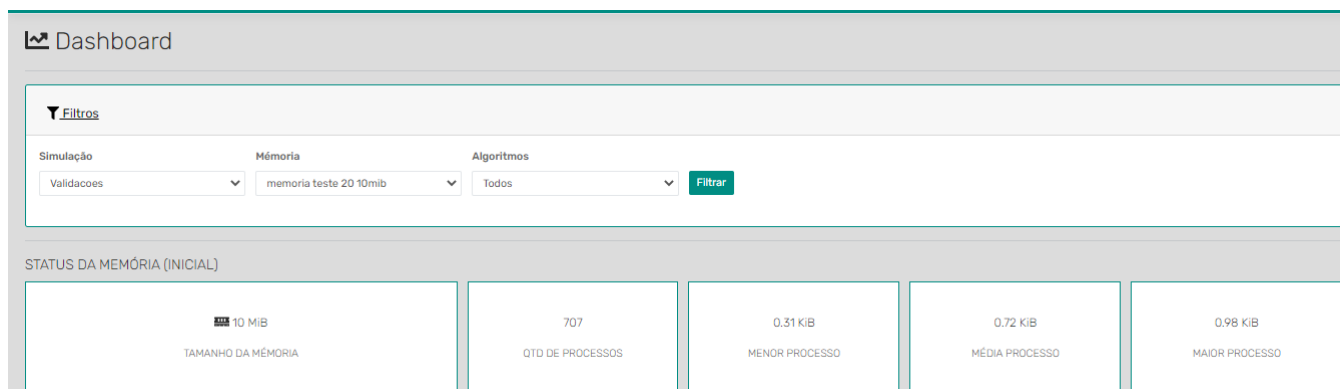 Dashboard
Filtros
Simulação Mémoria Algoritmos
Validacoes memoria teste 20 10mib Todos Filtrar
STATUS DA MEMÓRIA (INICIAL)
10 MiB 707 0.31 KiB 0.72 KiB 0.98 KiB
TAMANHO DA MÉMORIA QTD DE PROCESSOS MENOR PROCESSO MÉDIA PROCESSO MAIOR PROCESSO